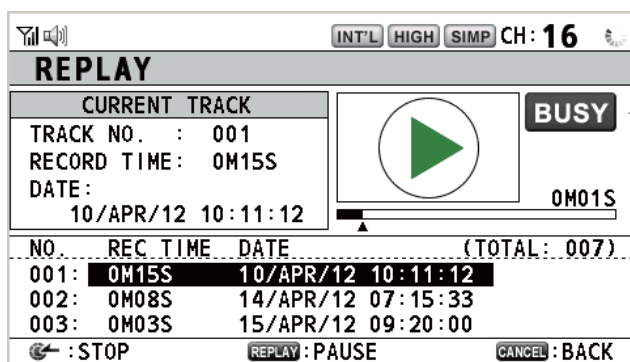 INT'L HIGH SIMP CH: 16
REPLAY
CURRENT TRACK
TRACK NO. : 001
RECORD TIME: 0M15S
DATE:
10/APR/12 10:11:12
BUSY
0M01S
NO. REC TIME DATE (TOTAL: 007)
001: 0M15S 10/APR/12 10:11:12
002: 0M08S 14/APR/12 07:15:33
003: 0M03S 15/APR/12 09:20:00
:STOP REPLAY :PAUSE CANCEL :BACK